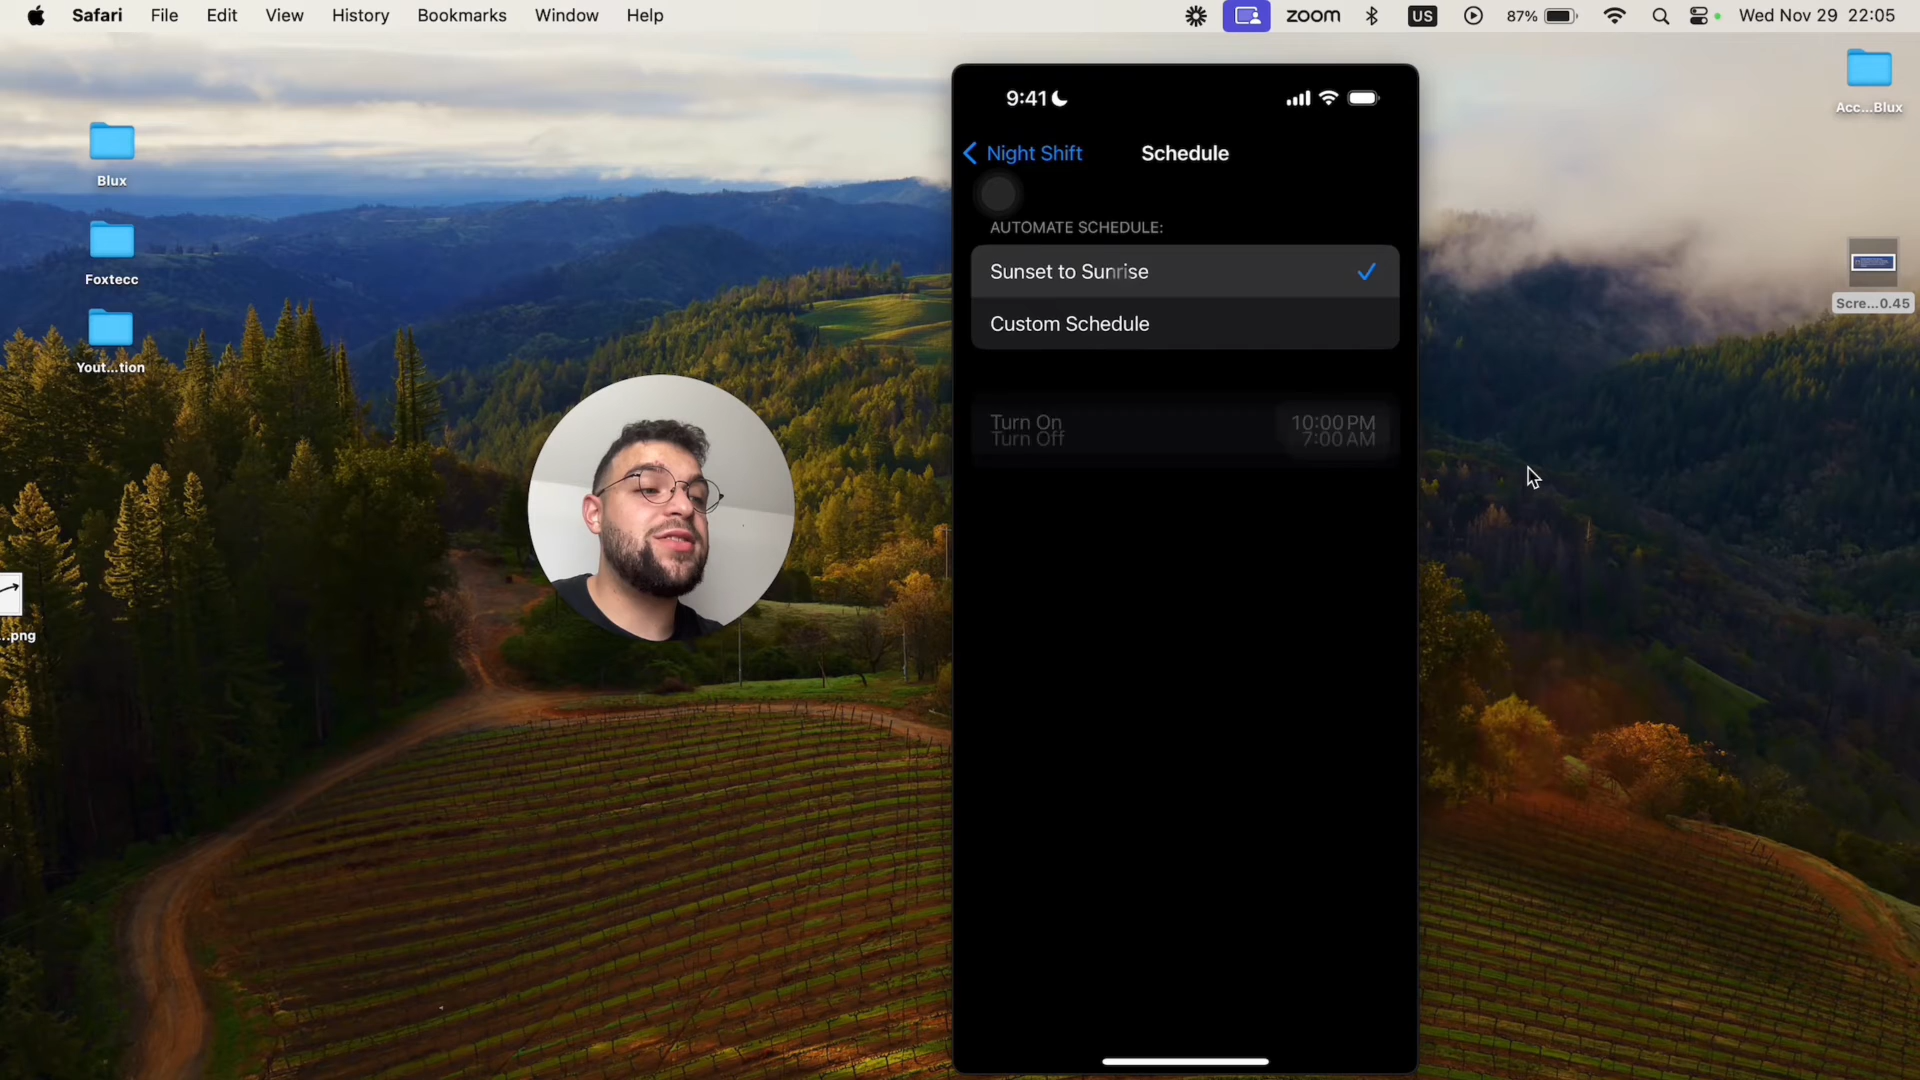 Safari File Edit View History Bookmarks Window Help
zoom US 87% Wed Nov 29 22:05
Acc...Blux
Blux
Foxtecc
Yout...tion
...png
Scre...0.45
9:41
Night Shift Schedule
AUTOMATE SCHEDULE:
Sunset to Sunrise
Custom Schedule
Turn On 10:00 PM
Turn Off 7:00 AM